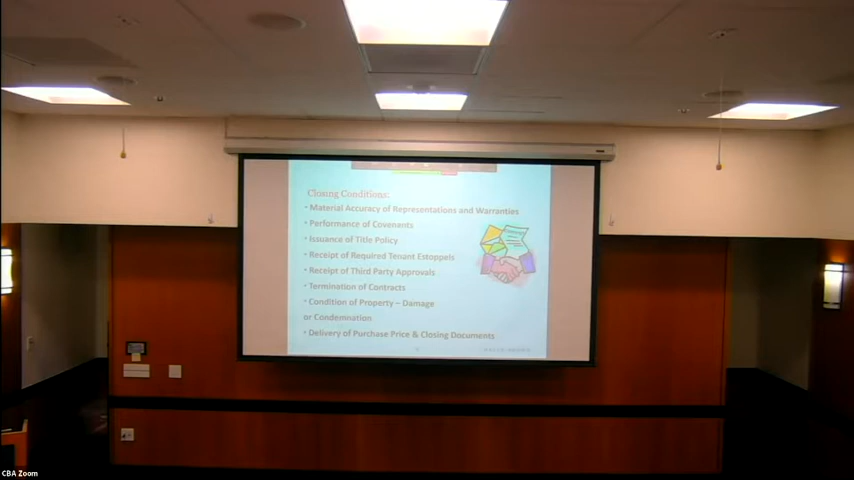 Closing Conditions:
• Material Accuracy of Representations and Warranties
• Performance of Covenents
• Issuance of Title Policy
• Receipt of Required Tenant Estoppels
• Receipt of Third Party Approvals
• Termination of Contracts
• Condition of Property – Damage
or Condemnation
• Delivery of Purchase Price & Closing Documents
CBA Zoom